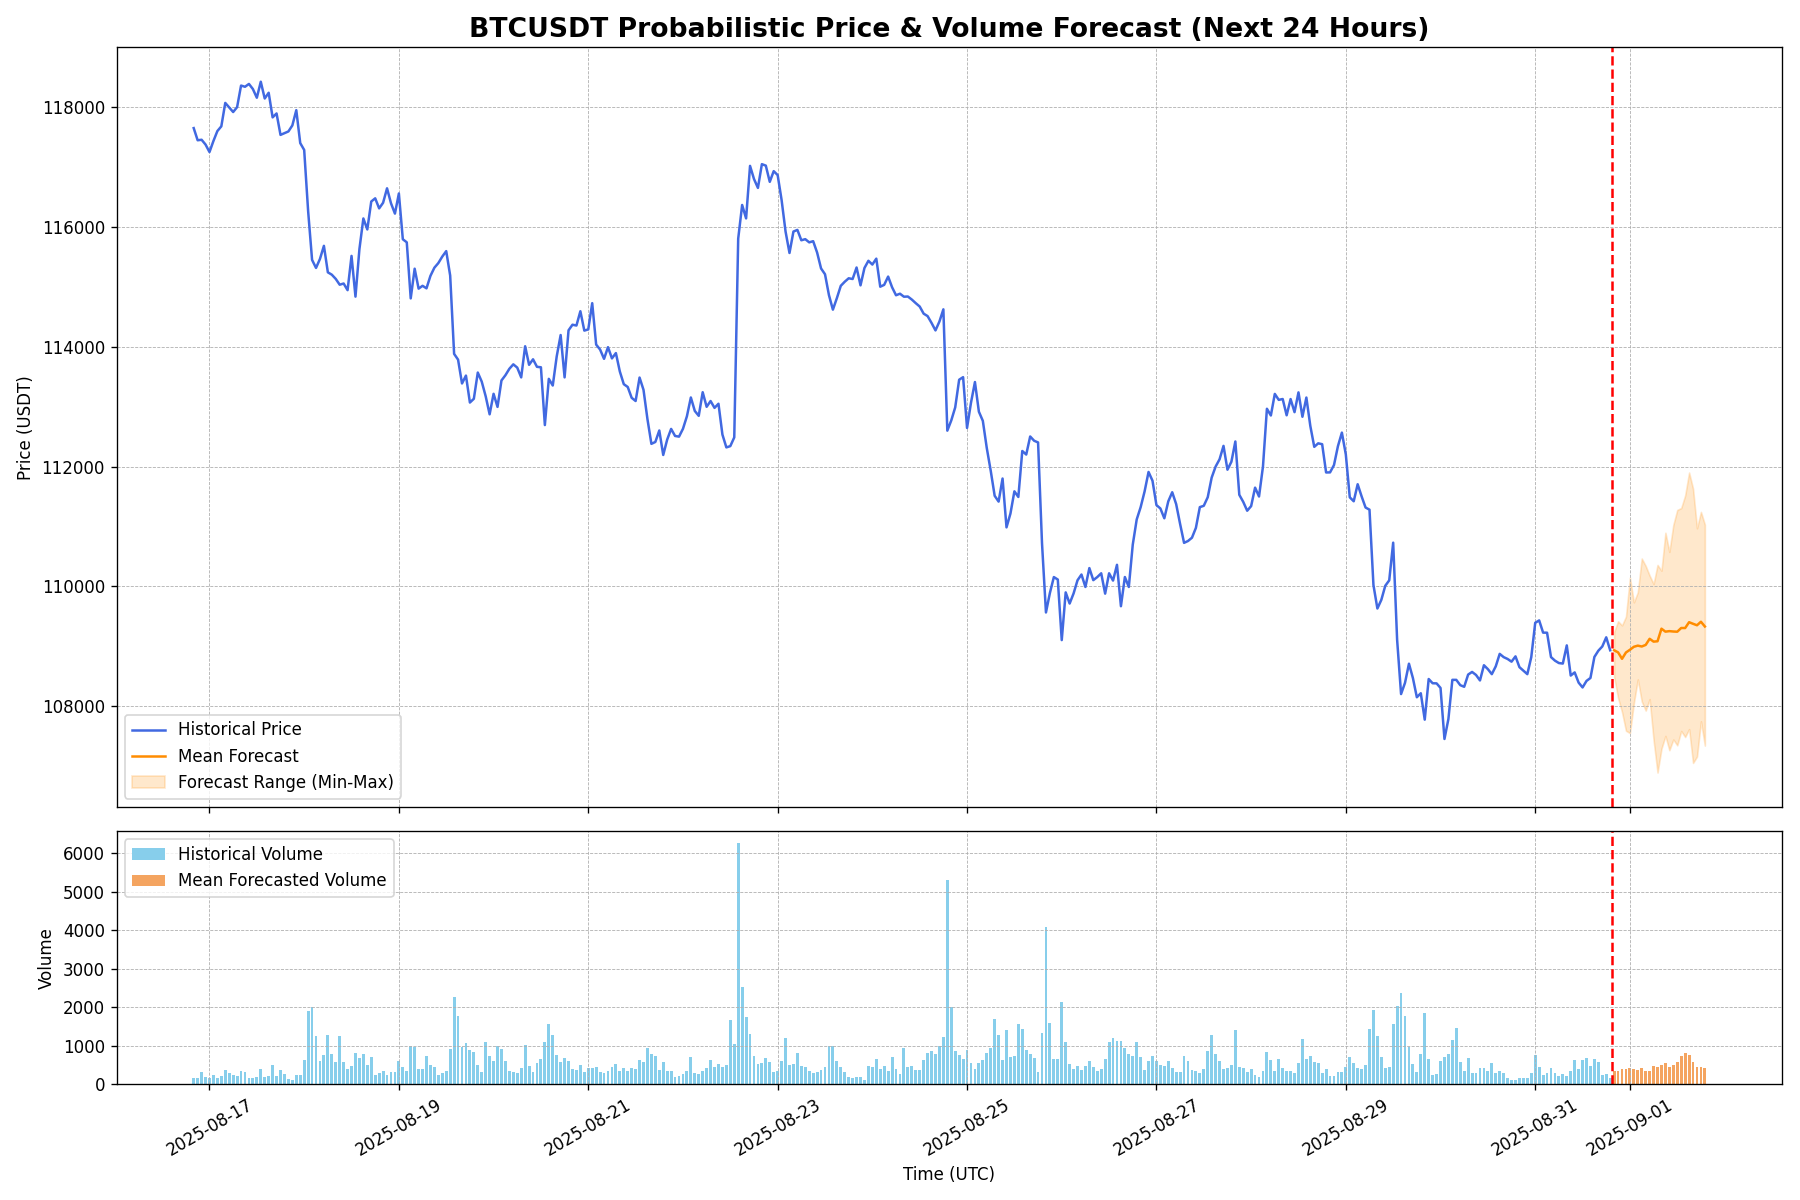 BTCUSDT Probabilistic Price & Volume Forecast (Next 24 Hours)
118000
116000
114000
112000
110000
108000
Price (USDT)
Historical Price
Mean Forecast
Forecast Range (Min-Max)
6000
5000
4000
3000
2000
1000
0
Volume
Historical Volume
Mean Forecasted Volume
2025-08-17
2025-08-19
2025-08-21
2025-08-23
2025-08-25
2025-08-27
2025-08-29
2025-08-31
2025-09-01
Time (UTC)